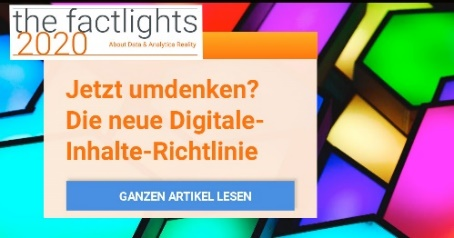 the factlights
2020
About Data & Analytics Reality
Jetzt umdenken?
Die neue Digitale-
Inhalte-Richtlinie
GANZEN ARTIKEL LESEN